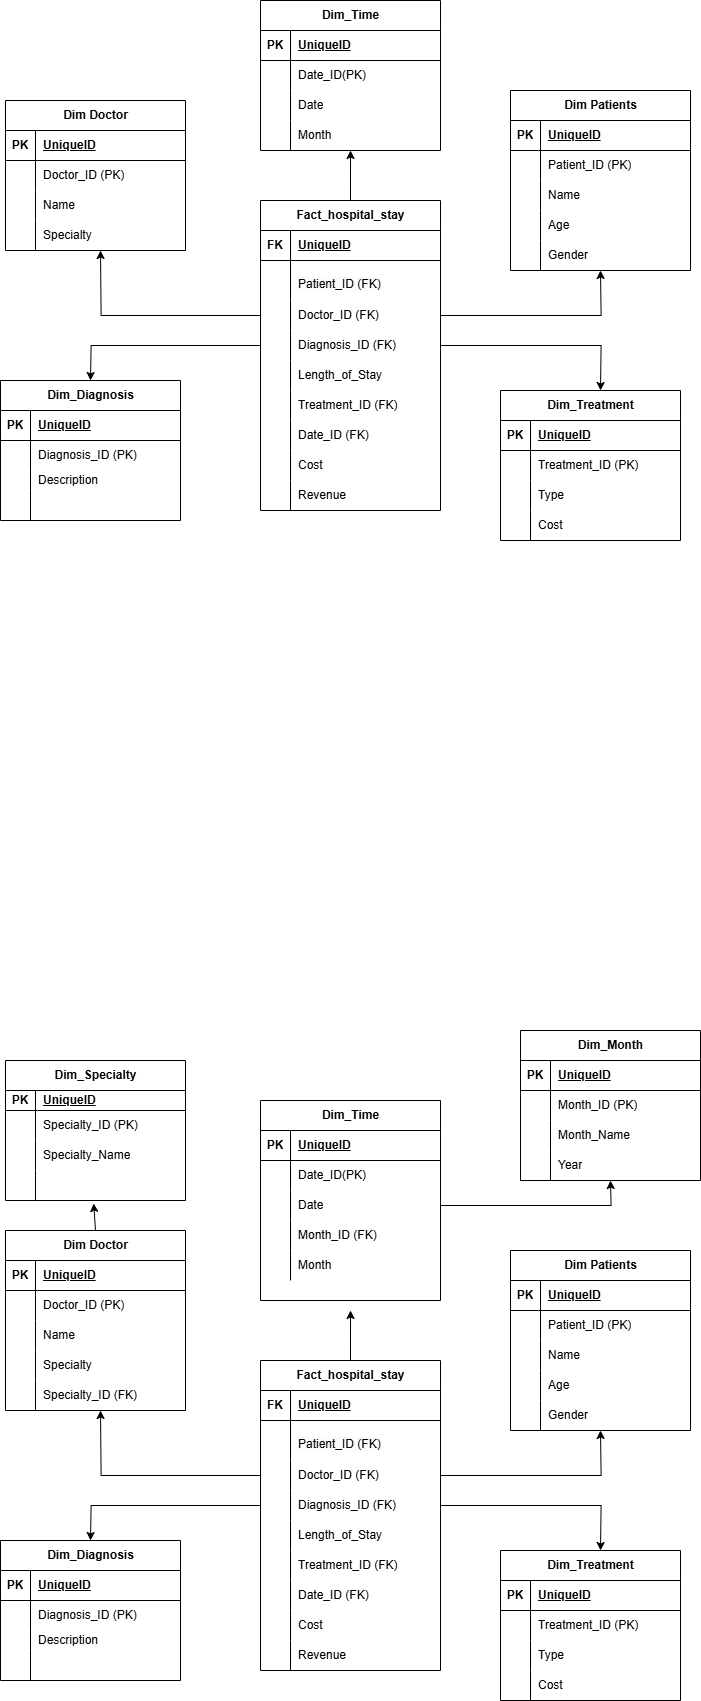 Dim_Time
PK UniqueID
Date_ID(PK)
Date
Month
Dim Doctor
PK UniqueID
Doctor_ID (PK)
Name
Specialty
Dim Patients
PK UniqueID
Patient_ID (PK)
Name
Age
Gender
Fact_hospital_stay
FK UniqueID
Patient_ID (FK)
Doctor_ID (FK)
Diagnosis_ID (FK)
Length_of_Stay
Treatment_ID (FK)
Date_ID (FK)
Cost
Revenue
Dim_Diagnosis
PK UniqueID
Diagnosis_ID (PK)
Description
Dim_Treatment
PK UniqueID
Treatment_ID (PK)
Type
Cost
Dim_Specialty
PK UniqueID
Specialty_ID (PK)
Specialty_Name
Dim_Time
PK UniqueID
Date_ID(PK)
Date
Month_ID (FK)
Month
Dim_Month
PK UniqueID
Month_ID (PK)
Month_Name
Year
Dim Doctor
PK UniqueID
Doctor_ID (PK)
Name
Specialty
Specialty_ID (FK)
Dim Patients
PK UniqueID
Patient_ID (PK)
Name
Age
Gender
Fact_hospital_stay
FK UniqueID
Patient_ID (FK)
Doctor_ID (FK)
Diagnosis_ID (FK)
Length_of_Stay
Treatment_ID (FK)
Date_ID (FK)
Cost
Revenue
Dim_Diagnosis
PK UniqueID
Diagnosis_ID (PK)
Description
Dim_Treatment
PK UniqueID
Treatment_ID (PK)
Type
Cost